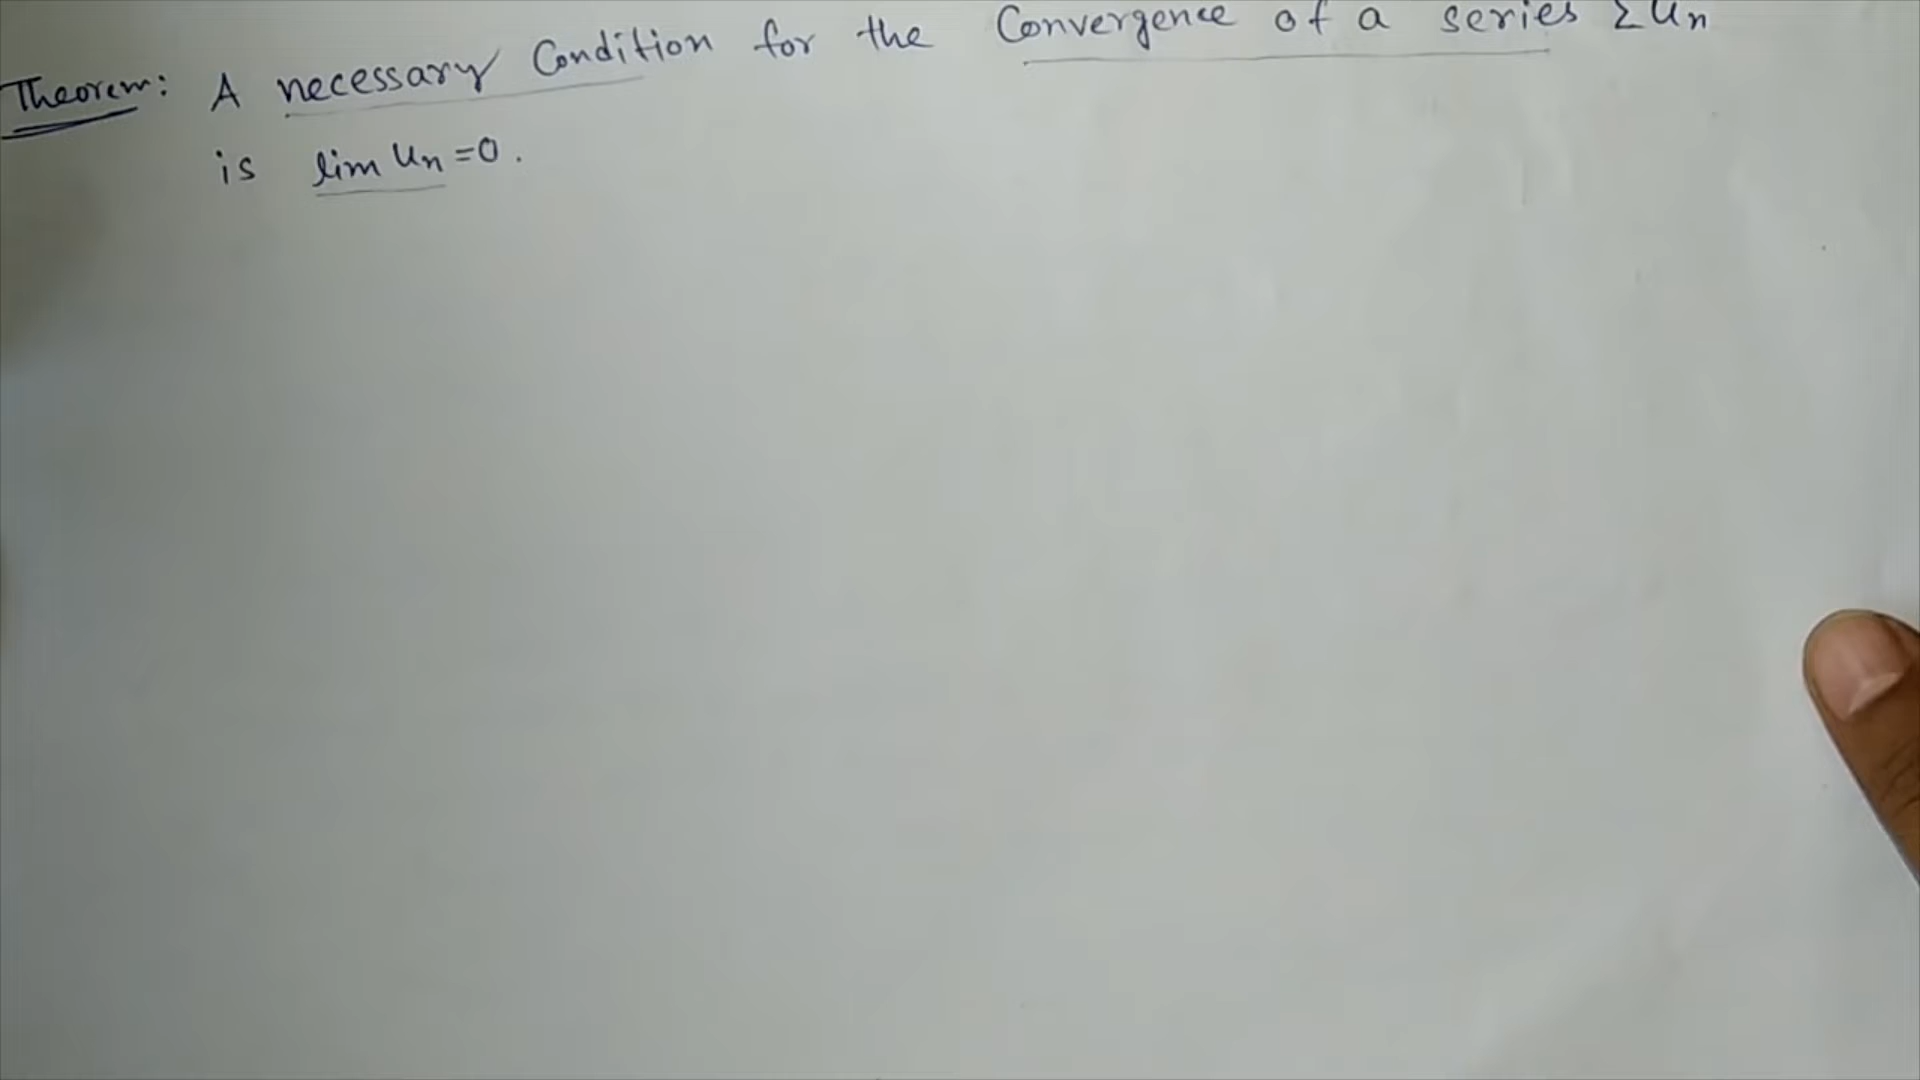 Theorem: A necessary Condition for the Convergence of a series Σun
is lim un = 0.